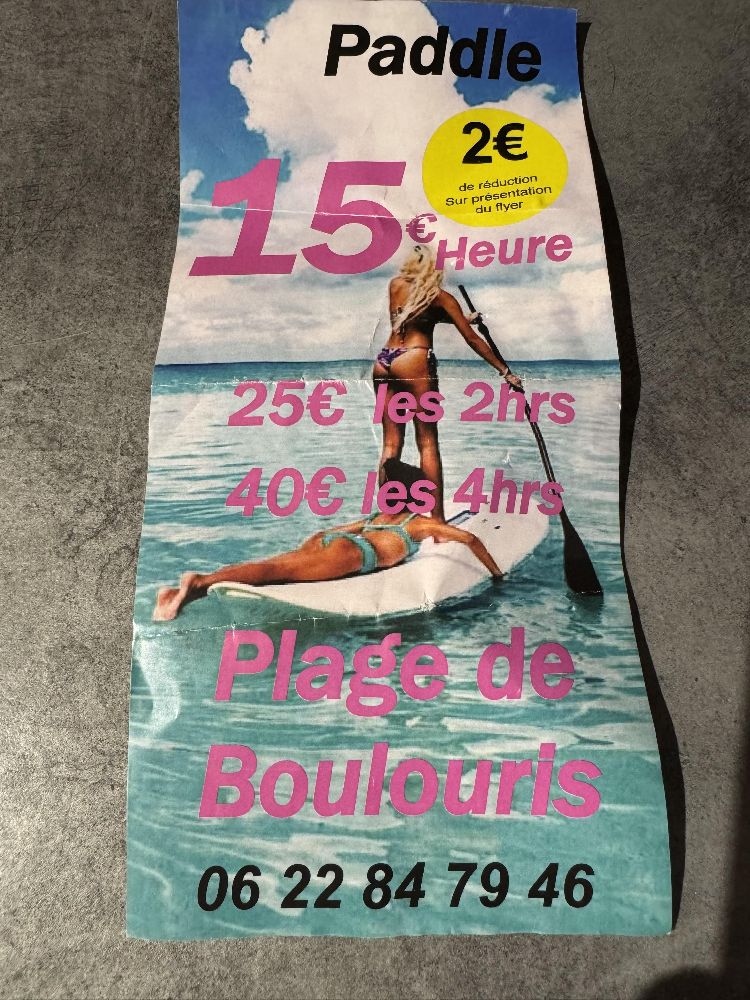 Paddle
2€
de réduction
Sur présentation
du flyer
15€ Heure
25€ les 2hrs
40€ les 4hrs
Plage de
Boulouris
06 22 84 79 46